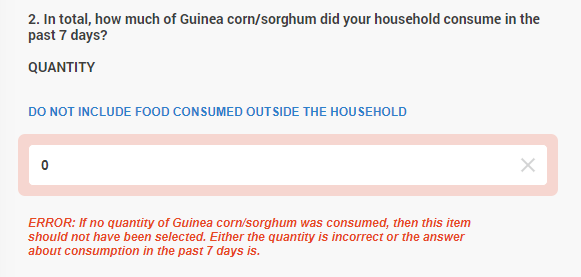 2. In total, how much of Guinea corn/sorghum did your household consume in the
past 7 days?
QUANTITY
DO NOT INCLUDE FOOD CONSUMED OUTSIDE THE HOUSEHOLD
0
ERROR: If no quantity of Guinea corn/sorghum was consumed, then this item
should not have been selected. Either the quantity is incorrect or the answer
about consumption in the past 7 days is.